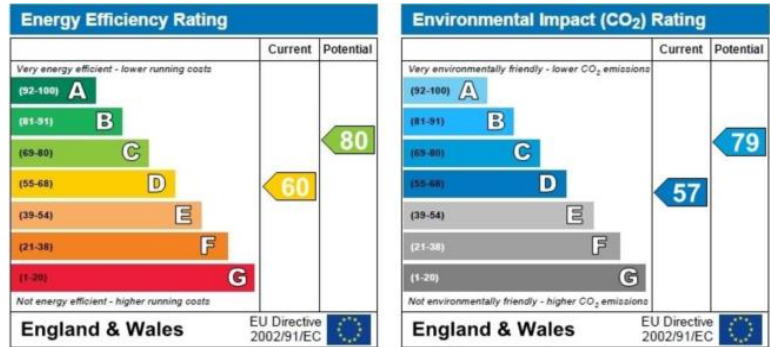 Energy Efficiency Rating
Current Potential
Very energy efficient - lower running costs
(92-100) A
(81-91) B
(69-80) C
(55-68) D
(39-54) E
(21-38) F
(1-20) G
80
60
Not energy efficient - higher running costs
England & Wales
EU Directive
2002/91/EC
Environmental Impact (CO₂) Rating
Current Potential
Very environmentally friendly - lower CO₂ emissions
(92-100) A
(81-91) B
(69-80) C
(55-68) D
(39-54) E
(21-38) F
(1-20) G
79
57
Not environmentally friendly - higher CO₂ emissions
England & Wales
EU Directive
2002/91/EC